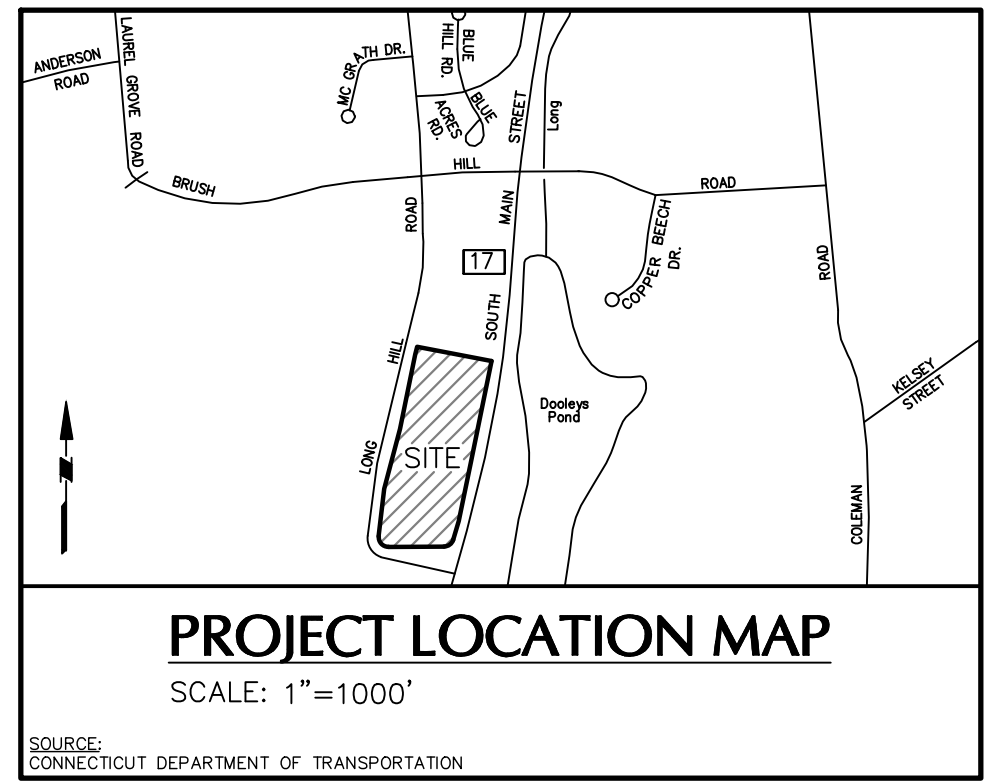 ANDERSON
ROAD
LAUREL GROVE ROAD
MC GRATH DR.
BLUE
HILL RD.
BLUE
ACRES
RD.
STREET
Long
BRUSH
HILL
ROAD
ROAD
MAIN
COPPER BEECH
DR.
ROAD
17
SOUTH
HILL
KELSEY
STREET
Dooleys
Pond
LONG
SITE
COLEMAN
N
PROJECT LOCATION MAP
SCALE: 1"=1000'
SOURCE:
CONNECTICUT DEPARTMENT OF TRANSPORTATION